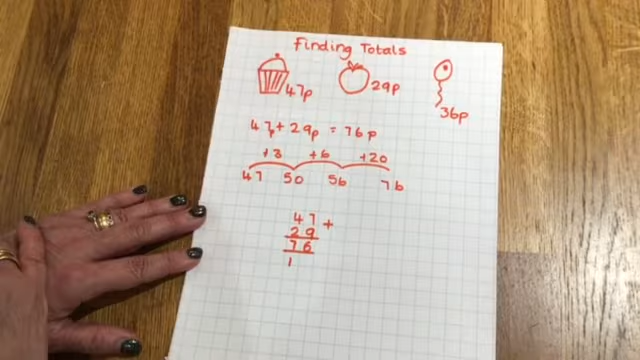 Finding Totals
47p 29p 36p
47p + 29p = 76p
+3 +6 +20
47 50 56 76
47 +
29
76
1